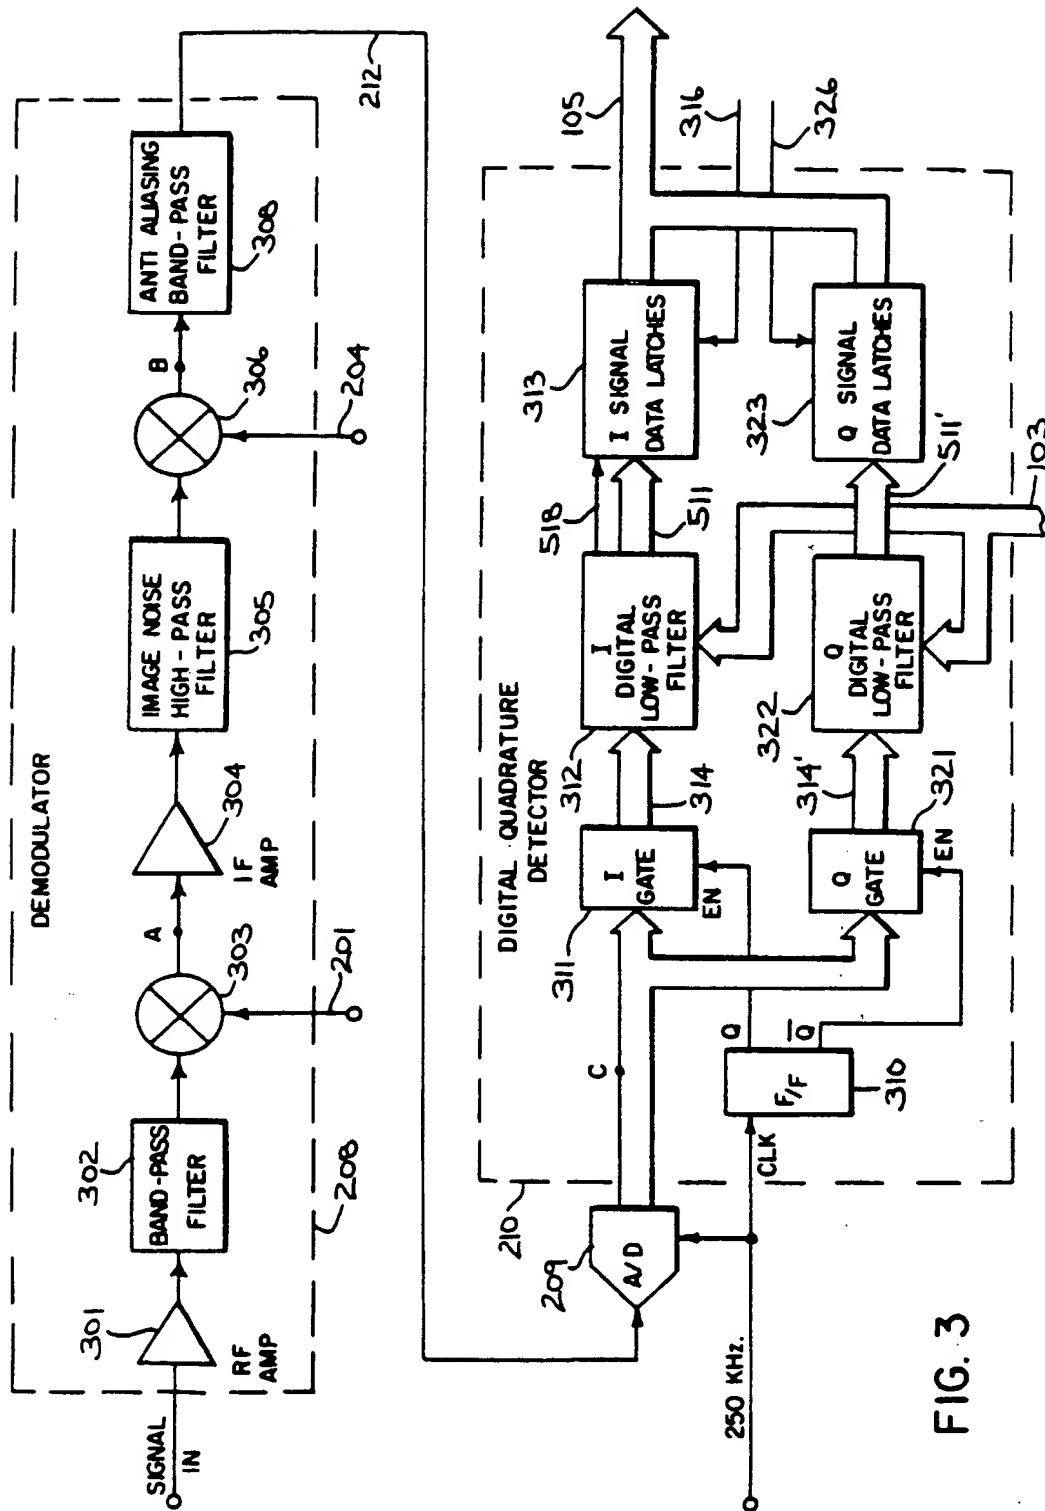 DEMODULATOR
SIGNAL
IN
301
RF
AMP
302
BAND-PASS
FILTER
208
303
201
A
304
IF
AMP
IMAGE NOISE
HIGH-PASS
FILTER
305
306
204
B
ANTI ALIASING
BAND-PASS
FILTER
308
212
DIGITAL QUADRATURE
DETECTOR
210
209
A/D
C
250 KHz.
CLK
F/F
310
Q
Q̅
311
I
GATE
EN
314
312
I
DIGITAL
LOW-PASS
FILTER
518
511
313
I SIGNAL
DATA LATCHES
105
316
326
Q
GATE
EN
321
314'
322
Q
DIGITAL
LOW-PASS
FILTER
511'
323
Q SIGNAL
DATA LATCHES
103
FIG. 3